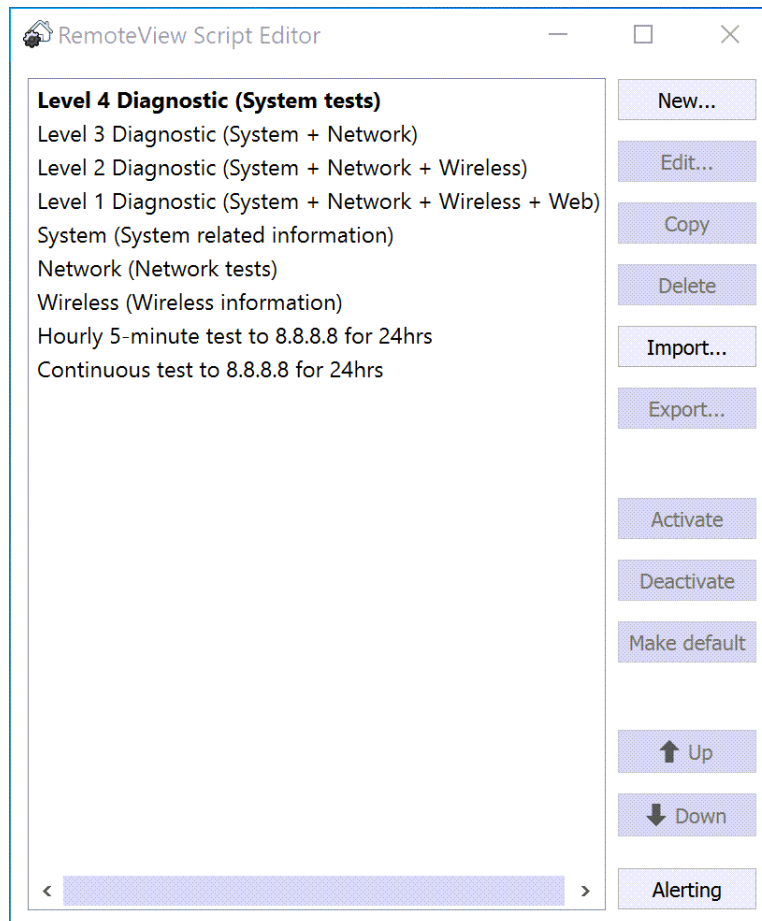 RemoteView Script Editor
Level 4 Diagnostic (System tests)
Level 3 Diagnostic (System + Network)
Level 2 Diagnostic (System + Network + Wireless)
Level 1 Diagnostic (System + Network + Wireless + Web)
System (System related information)
Network (Network tests)
Wireless (Wireless information)
Hourly 5-minute test to 8.8.8.8 for 24hrs
Continuous test to 8.8.8.8 for 24hrs
New...
Edit...
Copy
Delete
Import...
Export...
Activate
Deactivate
Make default
Up
Down
Alerting